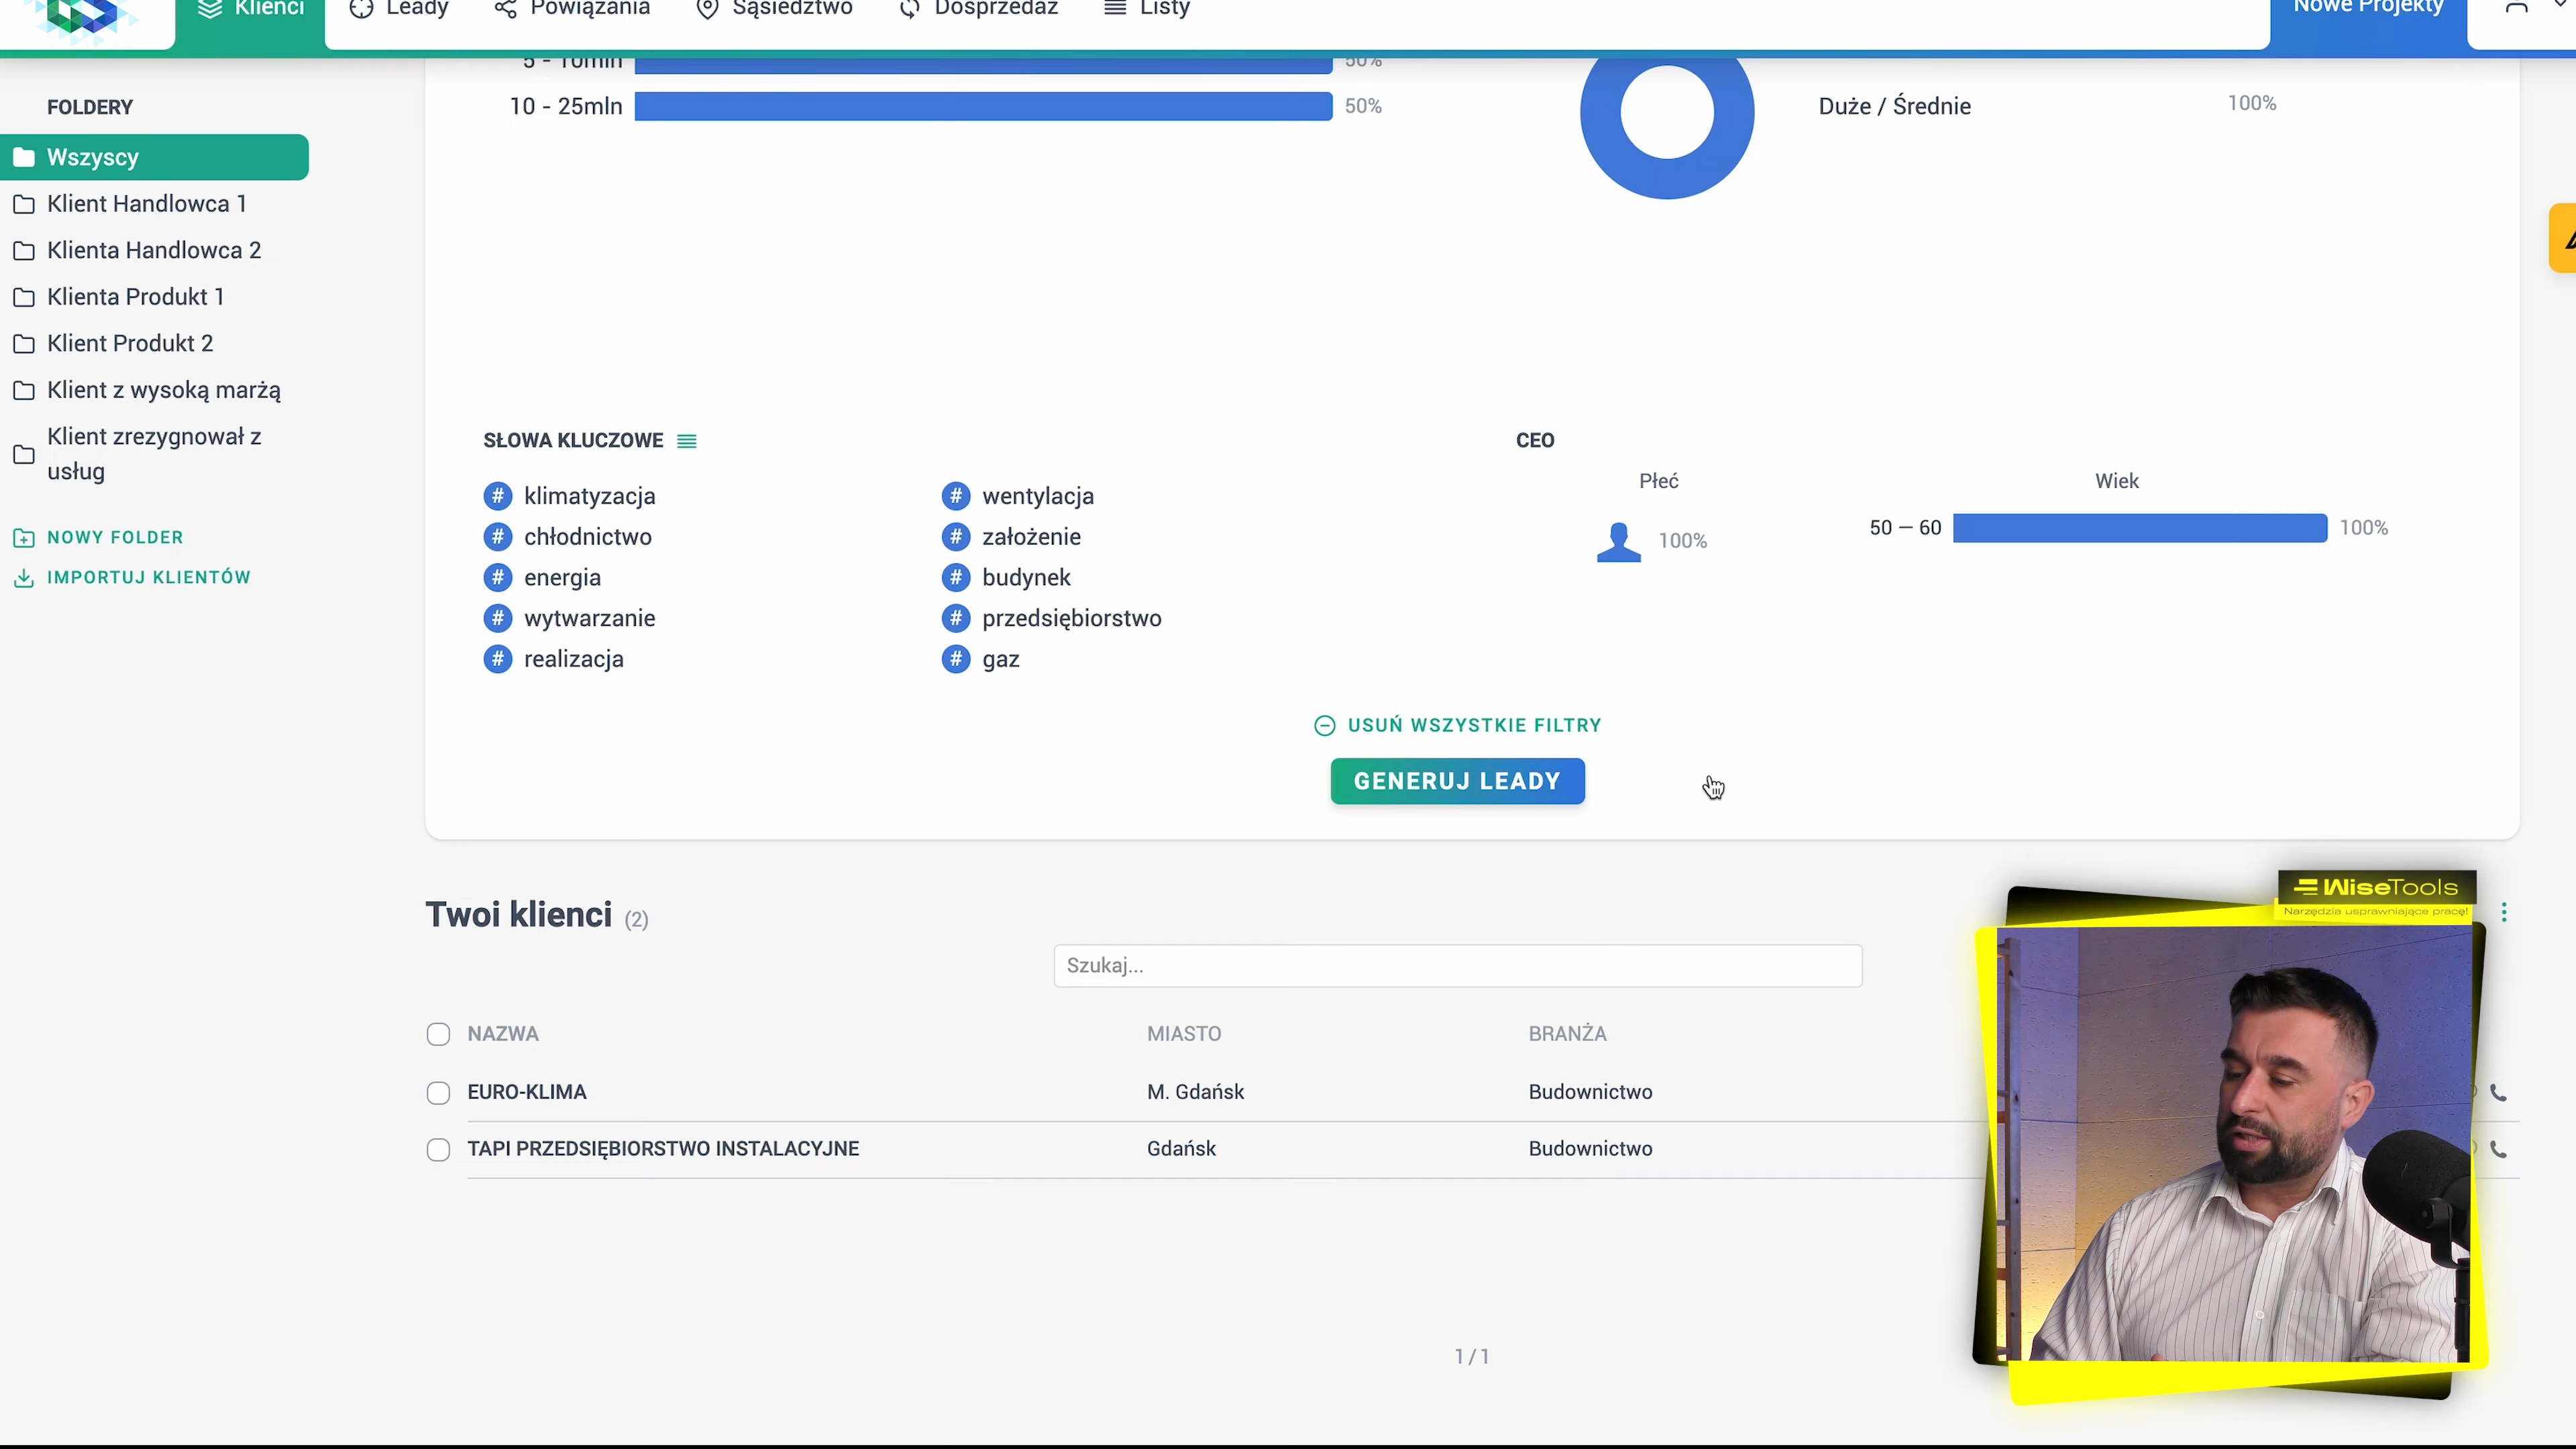 Klienci
Leady
Powiązania
Sąsiedztwo
Dosprzedaż
Listy
Nowe Projekty
FOLDERY
Wszyscy
Klient Handlowca 1
Klienta Handlowca 2
Klienta Produkt 1
Klient Produkt 2
Klient z wysoką marżą
Klient zrezygnował z
usług
NOWY FOLDER
IMPORTUJ KLIENTÓW
5 - 10mln 50%
10 - 25mln 50%
Duże / Średnie 100%
SŁOWA KLUCZOWE
# klimatyzacja
# chłodnictwo
# energia
# wytwarzanie
# realizacja
# wentylacja
# założenie
# budynek
# przedsiębiorstwo
# gaz
CEO
Płeć
100%
Wiek
50 — 60 100%
USUŃ WSZYSTKIE FILTRY
GENERUJ LEADY
Twoi klienci (2)
Szukaj...
NAZWA MIASTO BRANŻA
EURO-KLIMA M. Gdańsk Budownictwo
TAPI PRZEDSIĘBIORSTWO INSTALACYJNE Gdańsk Budownictwo
1 / 1
WiseTools
Narzędzia usprawniające pracę!